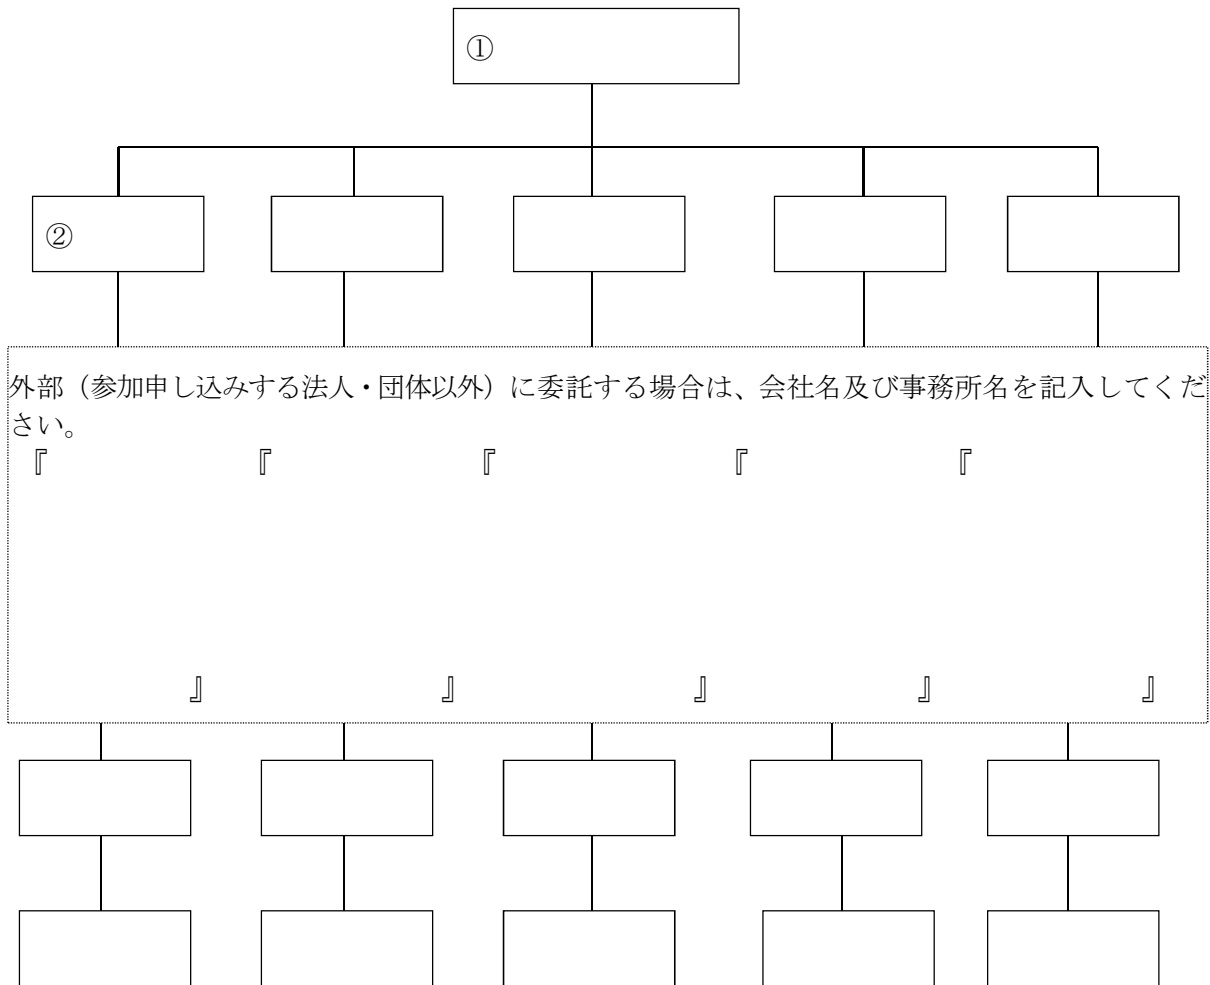 ①
②
外部（参加申し込みする法人・団体以外）に委託する場合は、会社名及び事務所名を記入してくだ
さい。
『 『 『 『 『
』 』 』 』 』